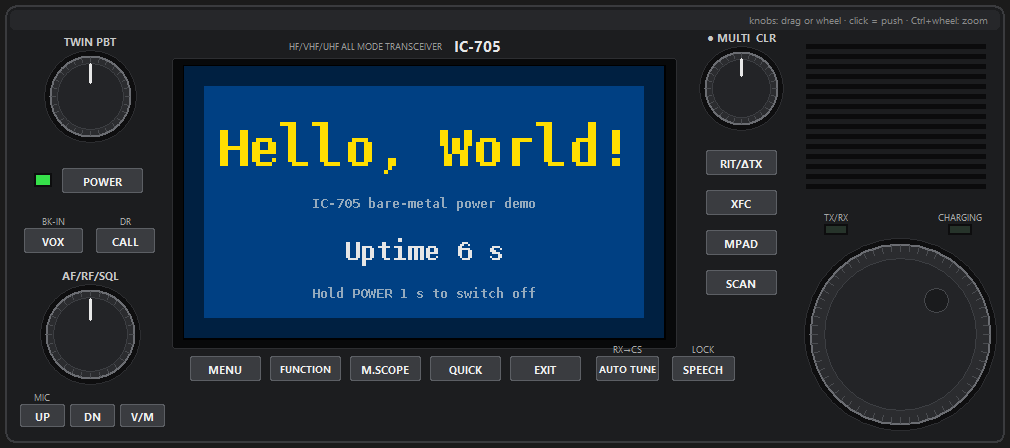 knobs: drag or wheel · click = push · Ctrl+wheel: zoom
TWIN PBT
HF/VHF/UHF ALL MODE TRANSCEIVER IC-705
● MULTI CLR
Hello, World!
IC-705 bare-metal power demo
Uptime 6 s
Hold POWER 1 s to switch off
POWER
BK-IN
DR
VOX
CALL
AF/RF/SQL
MIC
UP
DN
V/M
MENU
FUNCTION
M.SCOPE
QUICK
EXIT
RX→CS
AUTO TUNE
LOCK
SPEECH
RIT/ΔTX
XFC
MPAD
SCAN
TX/RX
CHARGING